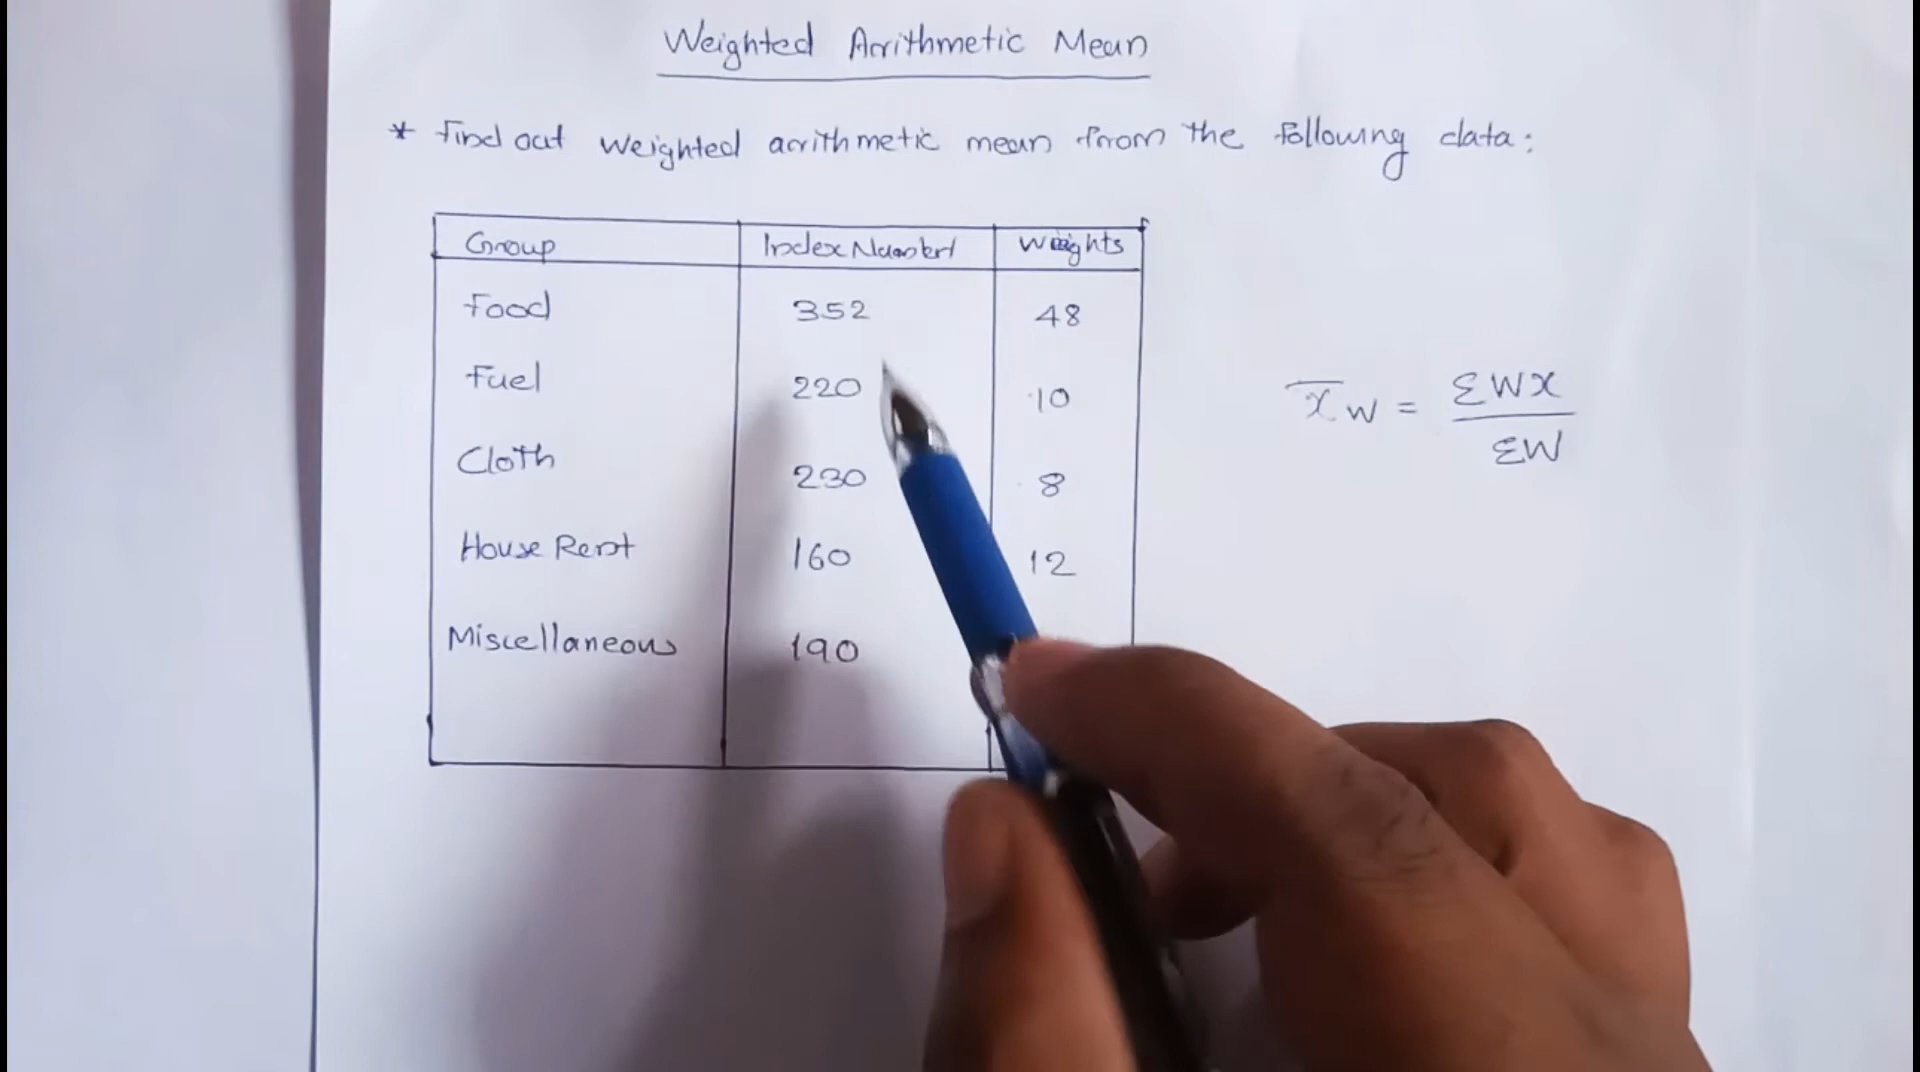 Weighted Arithmetic Mean
* Find out weighted arithmetic mean from the following data:
Group Index Number Weights
Food 352 48
Fuel 220 10
Cloth 230 8
House Rent 160 12
Miscellaneous 190
x̄w = ΣWx / ΣW